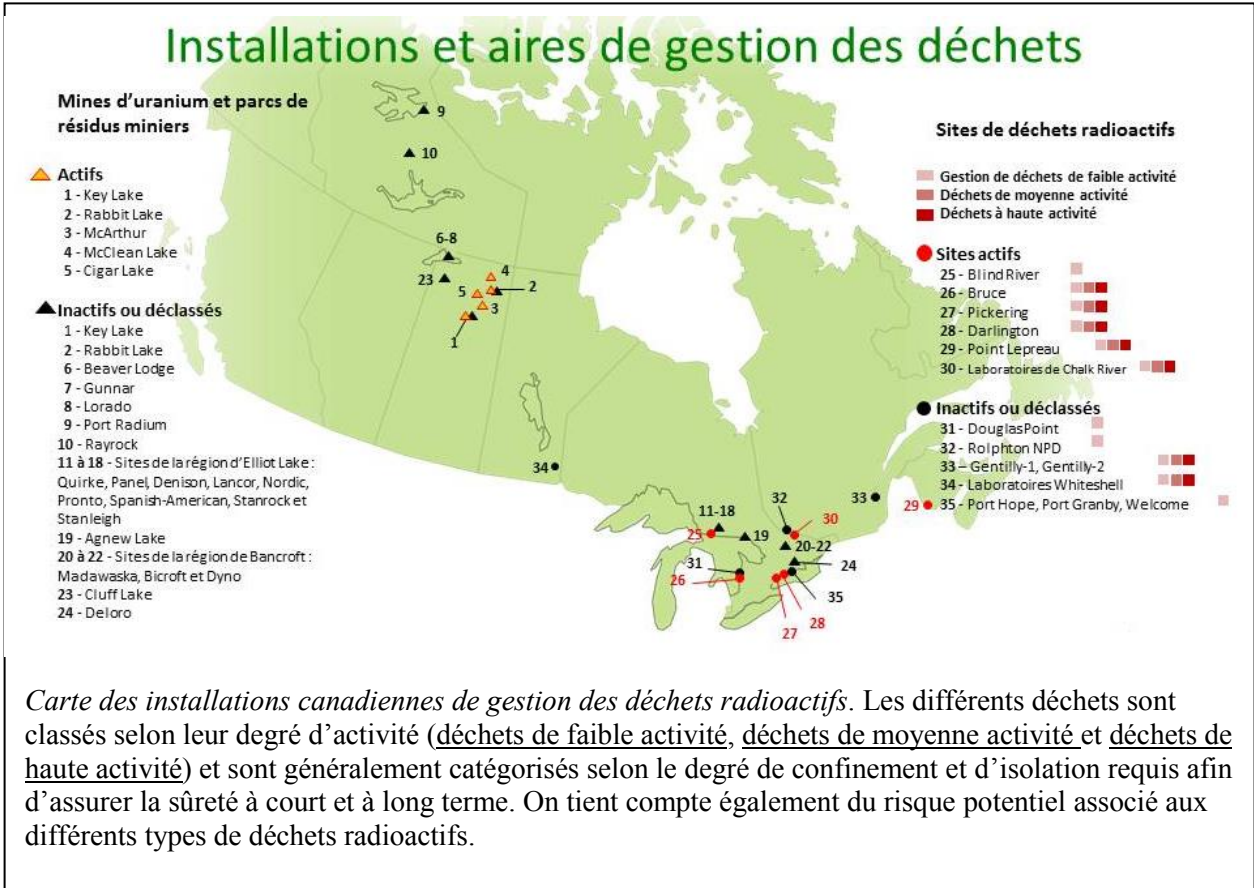 Installations et aires de gestion des déchets
Mines d'uranium et parcs de
résidus miniers
Actifs
1 - Key Lake
2 - Rabbit Lake
3 - McArthur
4 - McClean Lake
5 - Cigar Lake
Inactifs ou déclassés
1 - Key Lake
2 - Rabbit Lake
6 - Beaver Lodge
7 - Gunnar
8 - Lorado
9 - Port Radium
10 - Rayrock
11 à 18 - Sites de la région d'Elliot Lake :
Quirke, Panel, Denison, Lancor, Nordic,
Pronto, Spanish-American, Stanrock et
Stanleigh
19 - Agnew Lake
20 à 22 - Sites de la région de Bancroft :
Madawaska, Bicroft et Dyno
23 - Cluff Lake
24 - Deloro
9
10
6-8
23
4
5
2
3
1
34
11-18
25
19
32
30
33
29
20-22
31
26
24
35
27
28
Sites de déchets radioactifs
Gestion de déchets de faible activité
Déchets de moyenne activité
Déchets à haute activité
Sites actifs
25 - Blind River
26 - Bruce
27 - Pickering
28 - Darlington
29 - Point Lepreau
30 - Laboratoires de Chalk River
Inactifs ou déclassés
31 - Douglas Point
32 - Rolphton NPD
33 – Gentilly-1, Gentilly-2
34 - Laboratoires Whiteshell
35 - Port Hope, Port Granby, Welcome
Carte des installations canadiennes de gestion des déchets radioactifs. Les différents déchets sont
classés selon leur degré d'activité (déchets de faible activité, déchets de moyenne activité et déchets de
haute activité) et sont généralement catégorisés selon le degré de confinement et d'isolation requis afin
d'assurer la sûreté à court et à long terme. On tient compte également du risque potentiel associé aux
différents types de déchets radioactifs.